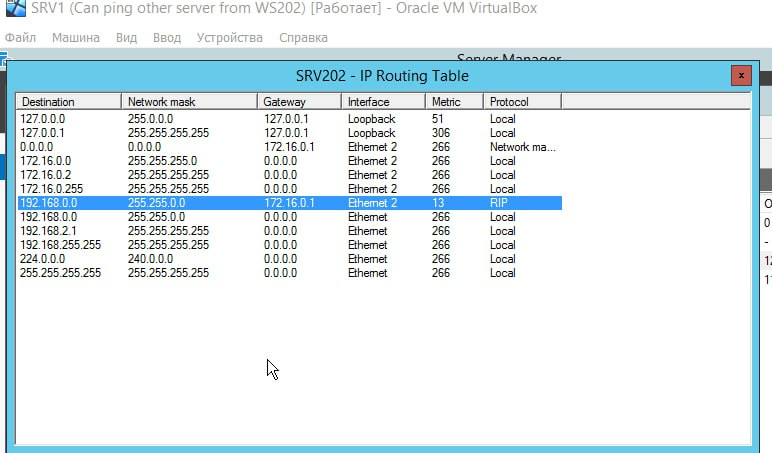 SRV1 (Can ping other server from WS202) [Работает] - Oracle VM VirtualBox
Файл Машина Вид Ввод Устройства Справка
Server Manager
SRV202 - IP Routing Table
x
Destination Network mask Gateway Interface Metric Protocol
127.0.0.0 255.0.0.0 127.0.0.1 Loopback 51 Local
127.0.0.1 255.255.255.255 127.0.0.1 Loopback 306 Local
0.0.0.0 0.0.0.0 172.16.0.1 Ethernet 2 266 Network ma...
172.16.0.0 255.255.255.0 0.0.0.0 Ethernet 2 266 Local
172.16.0.2 255.255.255.255 0.0.0.0 Ethernet 2 266 Local
172.16.0.255 255.255.255.255 0.0.0.0 Ethernet 2 266 Local
192.168.0.0 255.255.0.0 172.16.0.1 Ethernet 2 13 RIP
192.168.0.0 255.255.0.0 0.0.0.0 Ethernet 266 Local
192.168.2.1 255.255.255.255 0.0.0.0 Ethernet 266 Local
192.168.255.255 255.255.255.255 0.0.0.0 Ethernet 266 Local
224.0.0.0 240.0.0.0 0.0.0.0 Ethernet 266 Local
255.255.255.255 255.255.255.255 0.0.0.0 Ethernet 266 Local